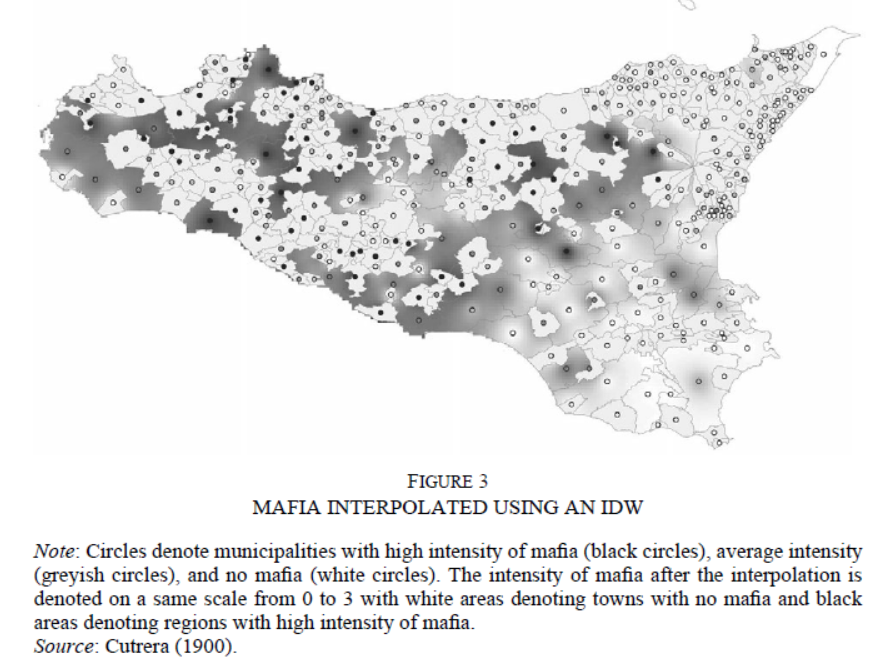 FIGURE 3
MAFIA INTERPOLATED USING AN IDW
Note: Circles denote municipalities with high intensity of mafia (black circles), average intensity
(greyish circles), and no mafia (white circles). The intensity of mafia after the interpolation is
denoted on a same scale from 0 to 3 with white areas denoting towns with no mafia and black
areas denoting regions with high intensity of mafia.
Source: Cutrera (1900).